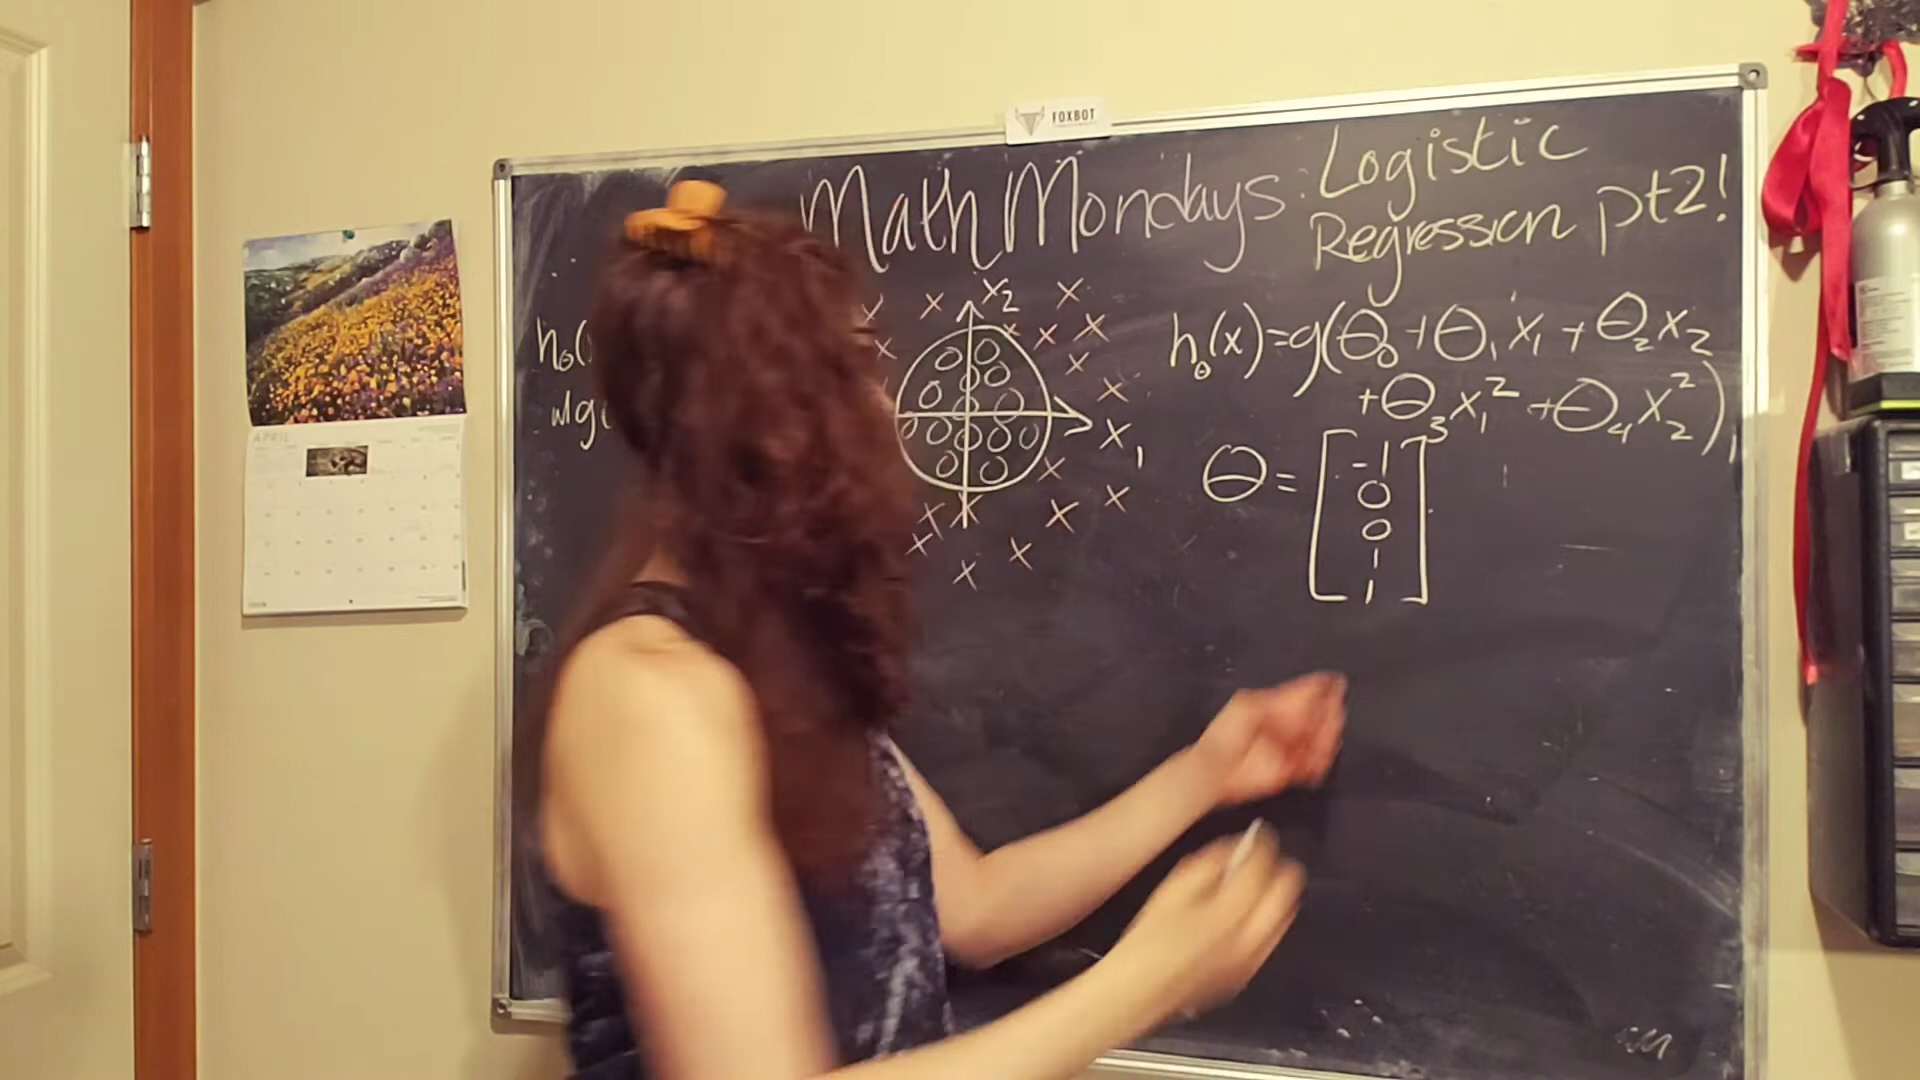 FOXBOT
Math Mondays: Logistic
Regression pt2!
x₂
x₁
h_θ(x)=g(θ₀+θ₁x₁+θ₂x₂
+θ₃x₁²+θ₄x₂²)
θ=[-1
0
0
1
1]
APRIL